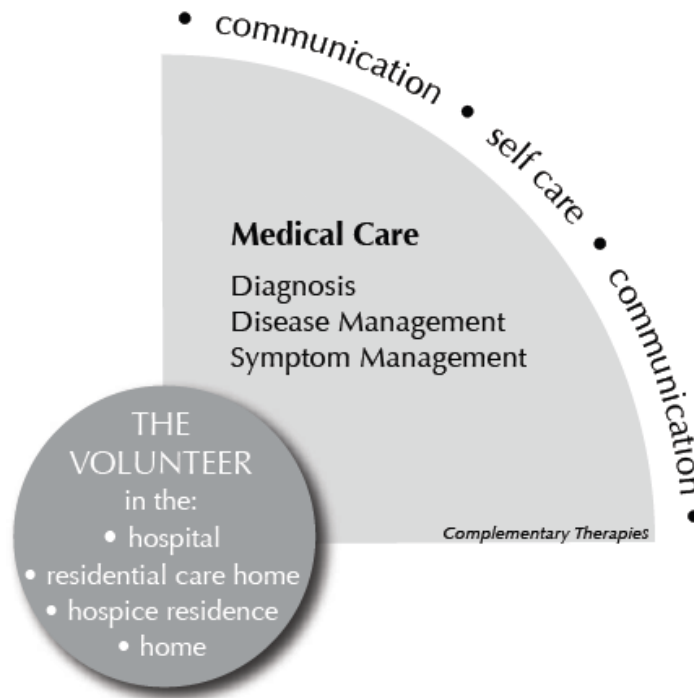 • communication • self care • communication •
Medical Care
Diagnosis
Disease Management
Symptom Management
Complementary Therapies
THE
VOLUNTEER
in the:
• hospital
• residential care home
• hospice residence
• home